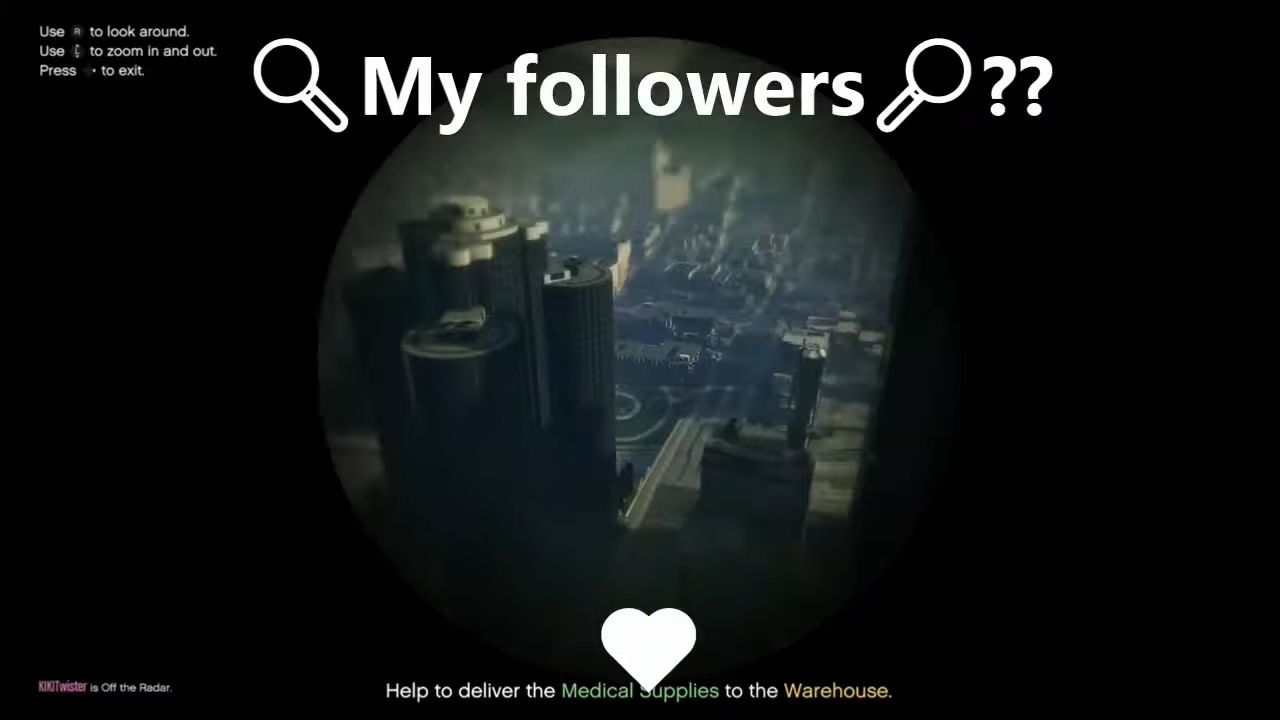 Use R to look around.
Use to zoom in and out.
Press to exit.
My followers ??
KIKITwister is Off the Radar.
Help to deliver the Medical Supplies to the Warehouse.